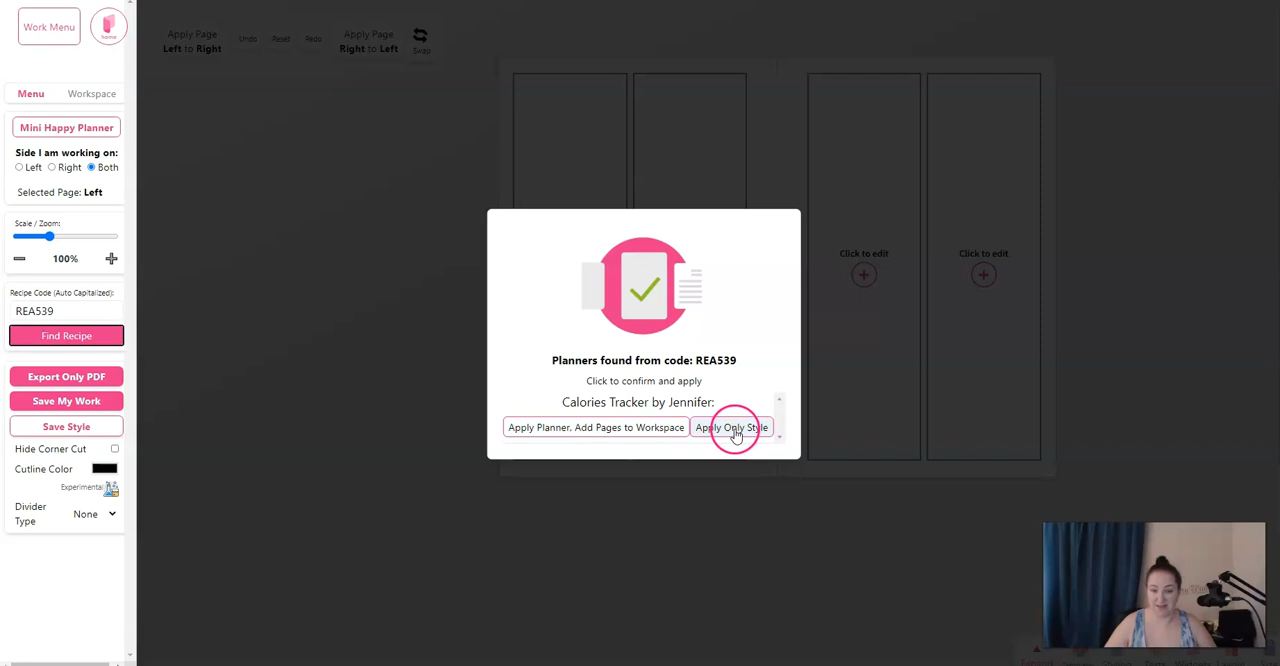 Work Menu
home
Apply Page
Left to Right
Undo
Reset
Redo
Apply Page
Right to Left
Swap
Menu
Workspace
Mini Happy Planner
Side I am working on:
Left
Right
Both
Selected Page: Left
Scale / Zoom:
100%
Recipe Code (Auto Capitalized):
REA539
Find Recipe
Export Only PDF
Save My Work
Save Style
Hide Corner Cut
Cutline Color
Experimental
Divider
Type
None
Click to edit
Click to edit
Planners found from code: REA539
Click to confirm and apply
Calories Tracker by Jennifer:
Apply Planner, Add Pages to Workspace
Apply Only Style